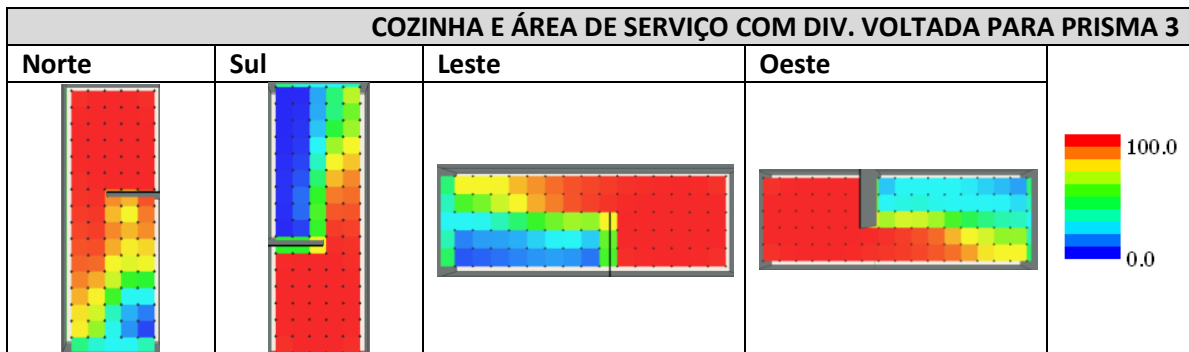 COZINHA E ÁREA DE SERVIÇO COM DIV. VOLTADA PARA PRISMA 3
Norte Sul Leste Oeste
100.0
0.0